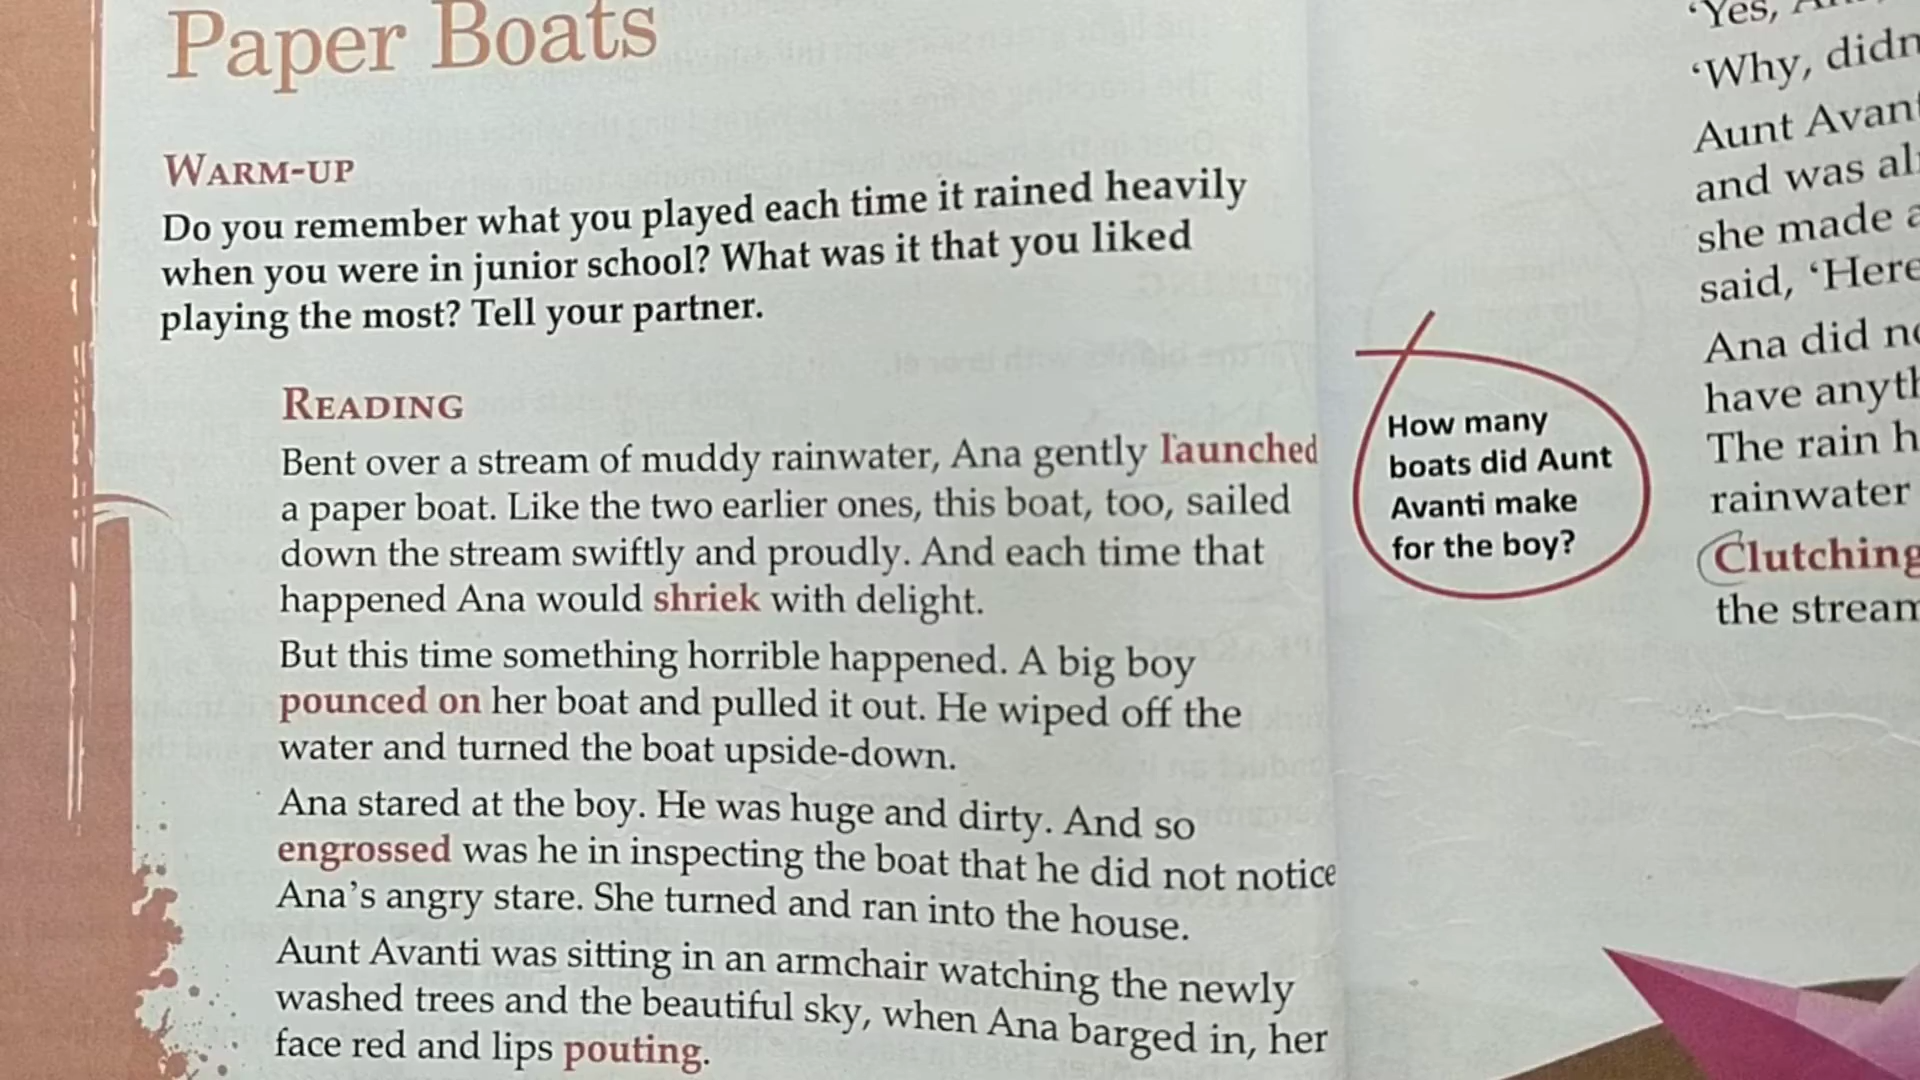 Paper Boats
WARM-UP
Do you remember what you played each time it rained heavily
when you were in junior school? What was it that you liked
playing the most? Tell your partner.
READING
Bent over a stream of muddy rainwater, Ana gently launched
a paper boat. Like the two earlier ones, this boat, too, sailed
down the stream swiftly and proudly. And each time that
happened Ana would shriek with delight.
But this time something horrible happened. A big boy
pounced on her boat and pulled it out. He wiped off the
water and turned the boat upside-down.
Ana stared at the boy. He was huge and dirty. And so
engrossed was he in inspecting the boat that he did not notice
Ana's angry stare. She turned and ran into the house.
Aunt Avanti was sitting in an armchair watching the newly
washed trees and the beautiful sky, when Ana barged in, her
face red and lips pouting.
How many
boats did Aunt
Avanti make
for the boy?
'Yes,
'Why,
Aunt
and was
she made
said, 'Here
Ana did
have
The rain
rainwater
Clutching
the stream